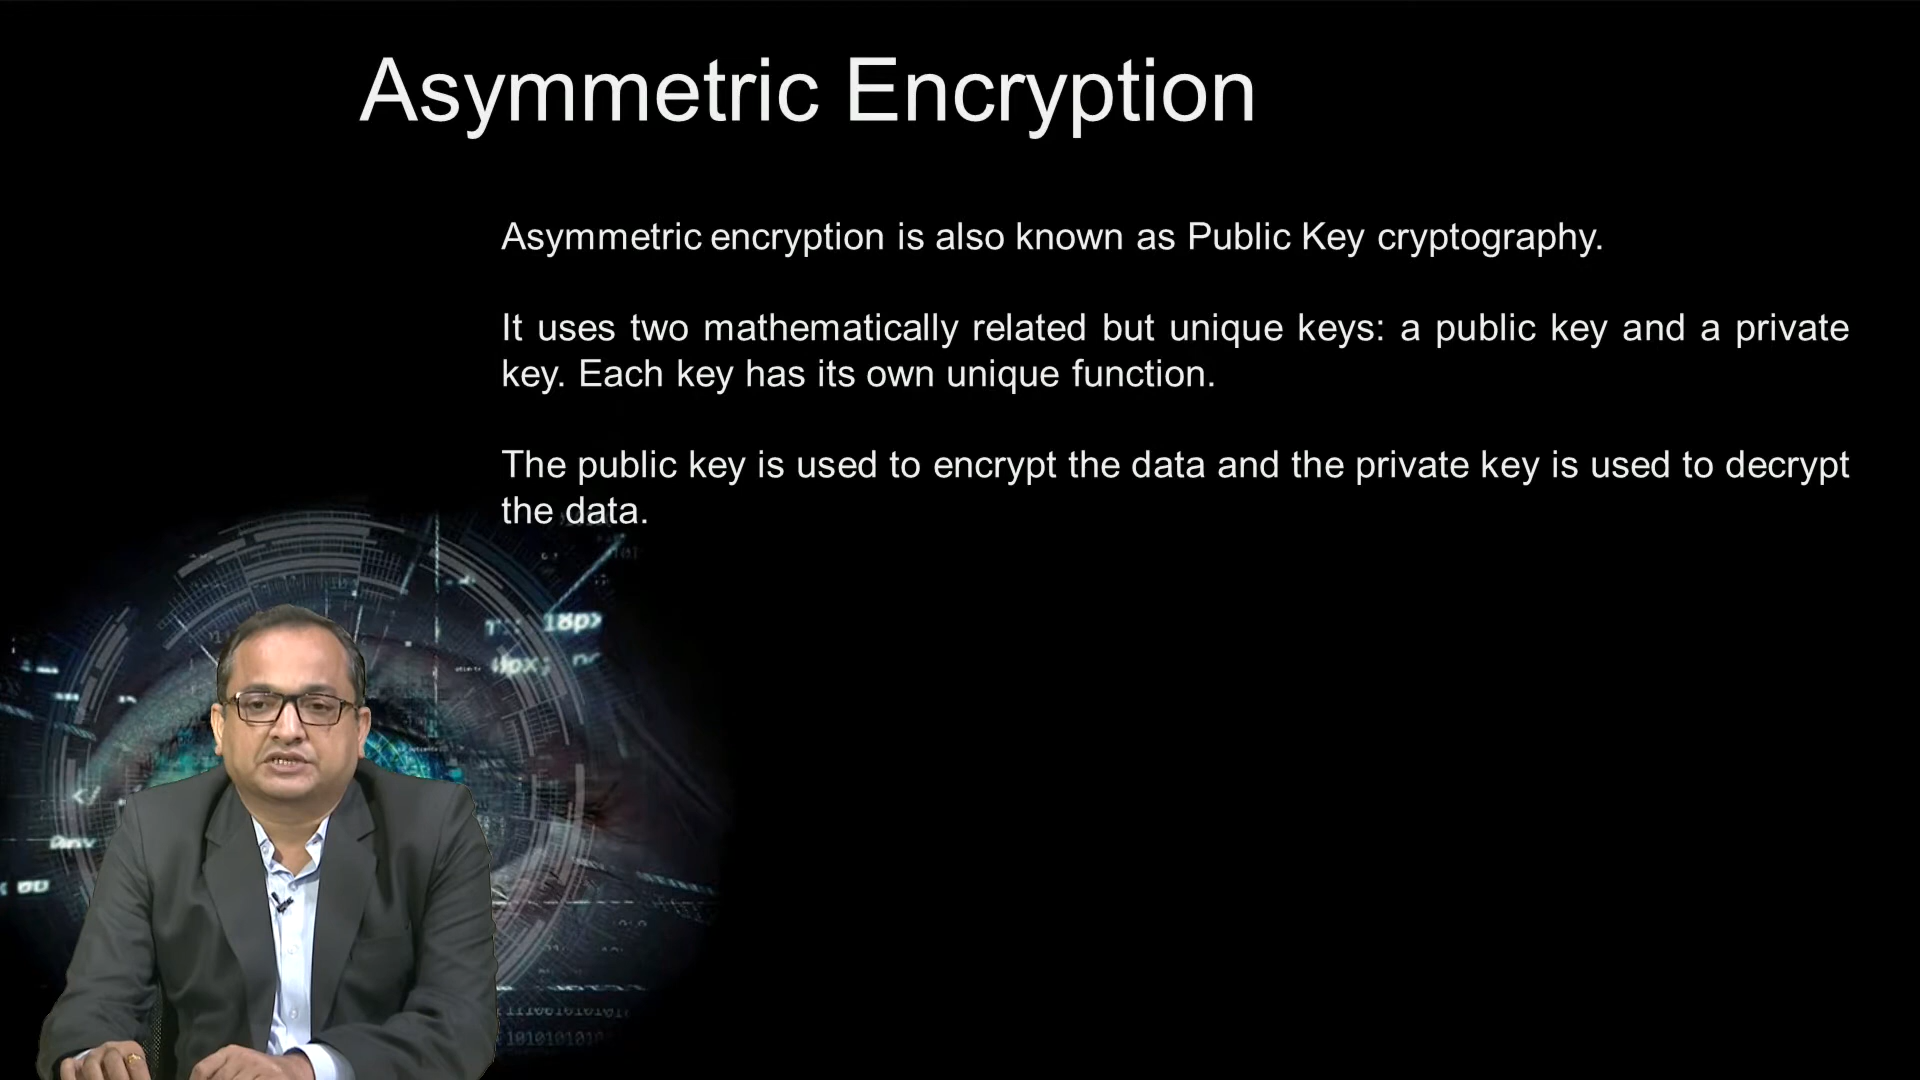 Asymmetric Encryption
Asymmetric encryption is also known as Public Key cryptography.
It uses two mathematically related but unique keys: a public key and a private
key. Each key has its own unique function.
The public key is used to encrypt the data and the private key is used to decrypt
the data.